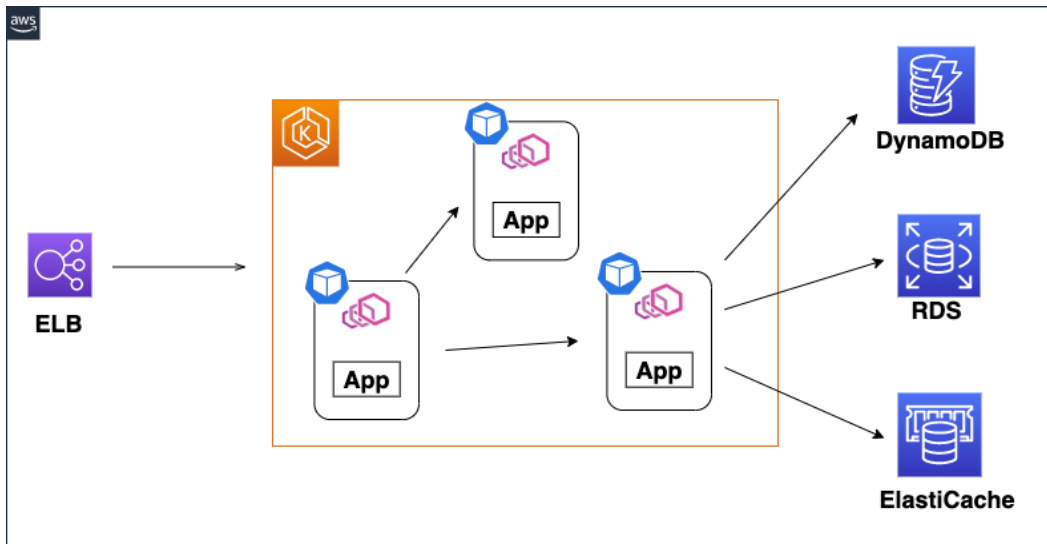 aws
K
App
App
App
ELB
DynamoDB
RDS
ElastiCache